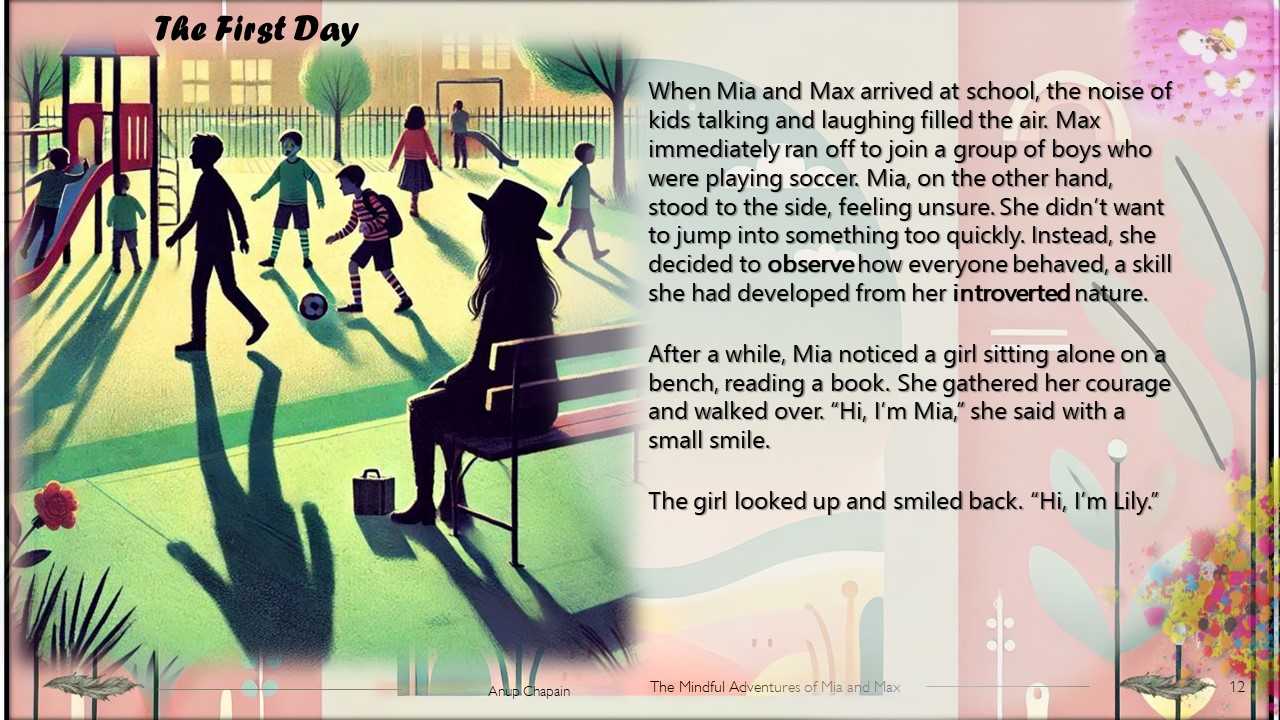 The First Day
When Mia and Max arrived at school, the noise of
kids talking and laughing filled the air. Max
immediately ran off to join a group of boys who
were playing soccer. Mia, on the other hand,
stood to the side, feeling unsure. She didn’t want
to jump into something too quickly. Instead, she
decided to observe how everyone behaved, a skill
she had developed from her introverted nature.
After a while, Mia noticed a girl sitting alone on a
bench, reading a book. She gathered her courage
and walked over. “Hi, I’m Mia,” she said with a
small smile.
The girl looked up and smiled back. “Hi, I’m Lily.”
Anup Chapain
The Mindful Adventures of Mia and Max
12